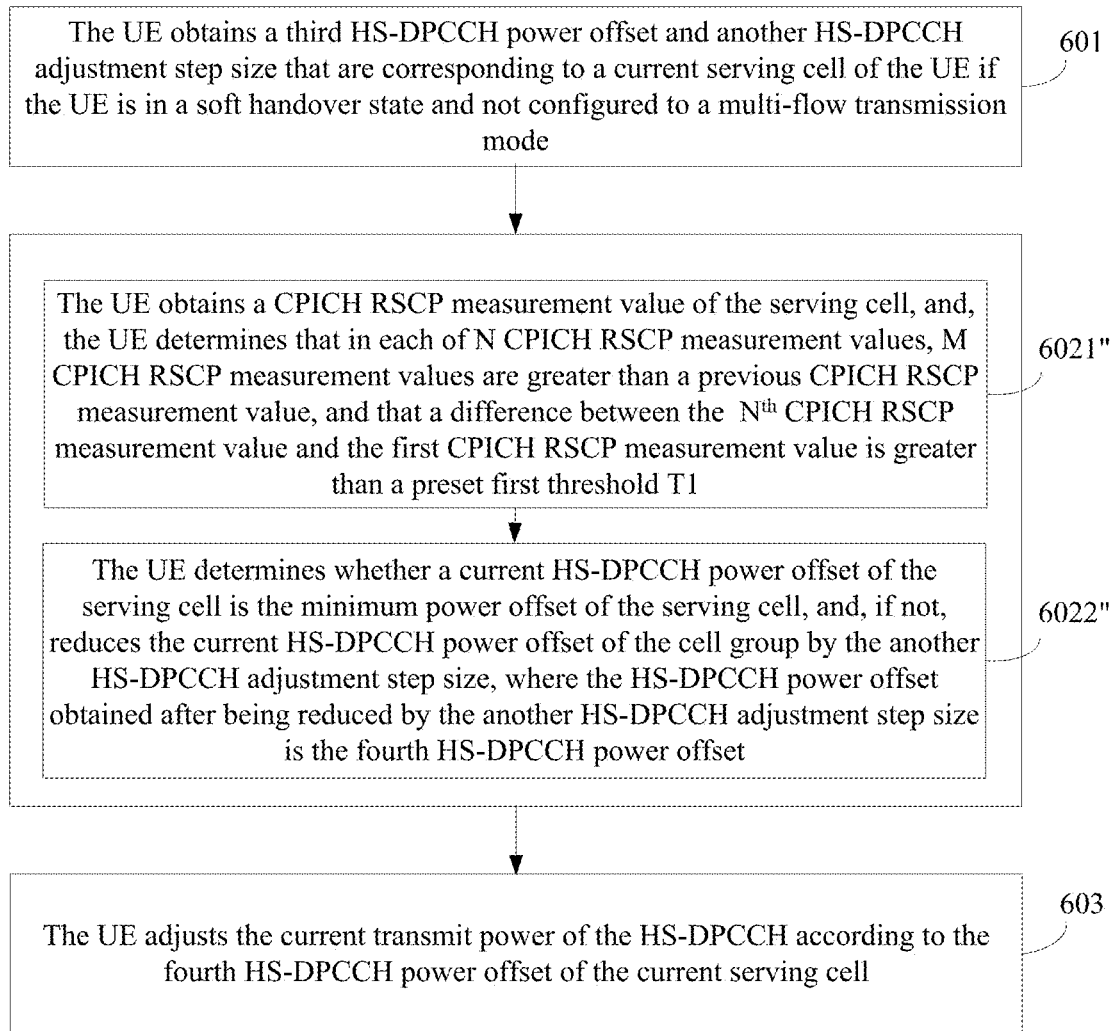 The UE obtains a third HS-DPCCH power offset and another HS-DPCCH
adjustment step size that are corresponding to a current serving cell of the UE if
the UE is in a soft handover state and not configured to a multi-flow transmission
mode
601
The UE obtains a CPICH RSCP measurement value of the serving cell, and,
the UE determines that in each of N CPICH RSCP measurement values, M
CPICH RSCP measurement values are greater than a previous CPICH RSCP
measurement value, and that a difference between the Nth CPICH RSCP
measurement value and the first CPICH RSCP measurement value is greater
than a preset first threshold T1
6021"
The UE determines whether a current HS-DPCCH power offset of the
serving cell is the minimum power offset of the serving cell, and, if not,
reduces the current HS-DPCCH power offset of the cell group by the another
HS-DPCCH adjustment step size, where the HS-DPCCH power offset
obtained after being reduced by the another HS-DPCCH adjustment step size
is the fourth HS-DPCCH power offset
6022"
The UE adjusts the current transmit power of the HS-DPCCH according to the
fourth HS-DPCCH power offset of the current serving cell
603